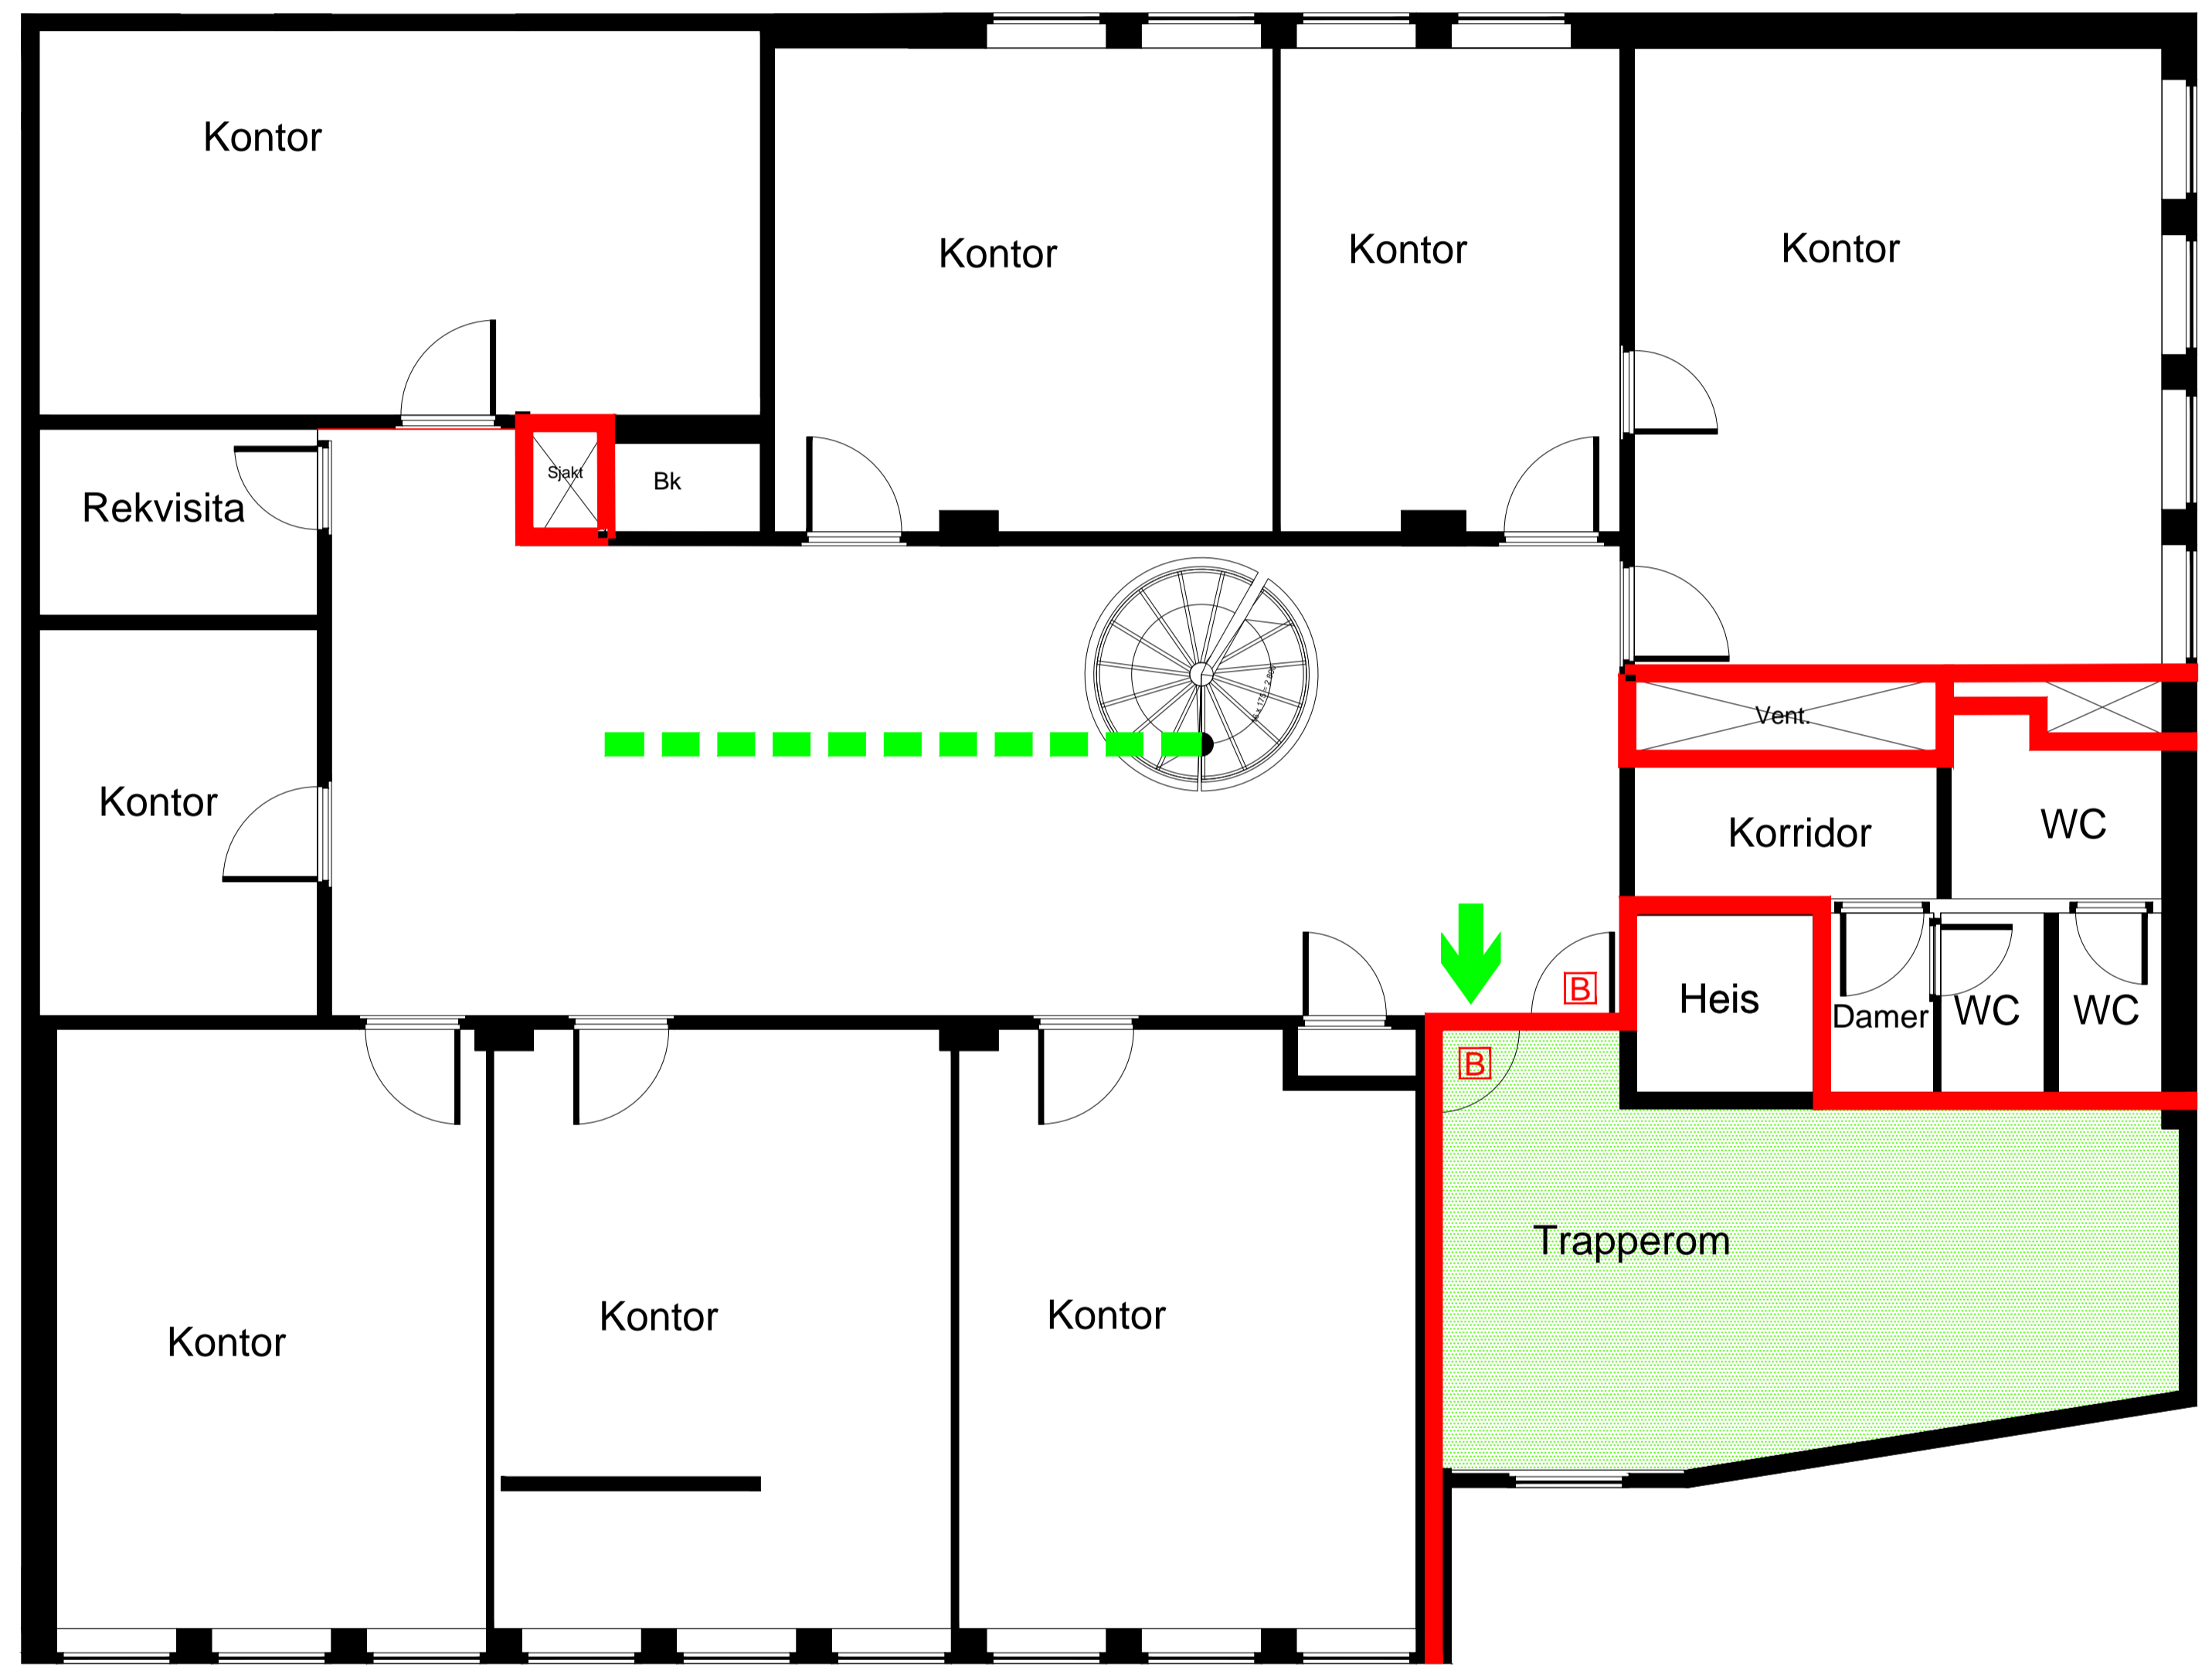 Kontor
Kontor
Kontor
Kontor
Sjakt
Bk
Rekvisita
Vent.
Kontor
Korridor
WC
B
Heis
Damer
WC
WC
B
Trapperom
Kontor
Kontor
Kontor